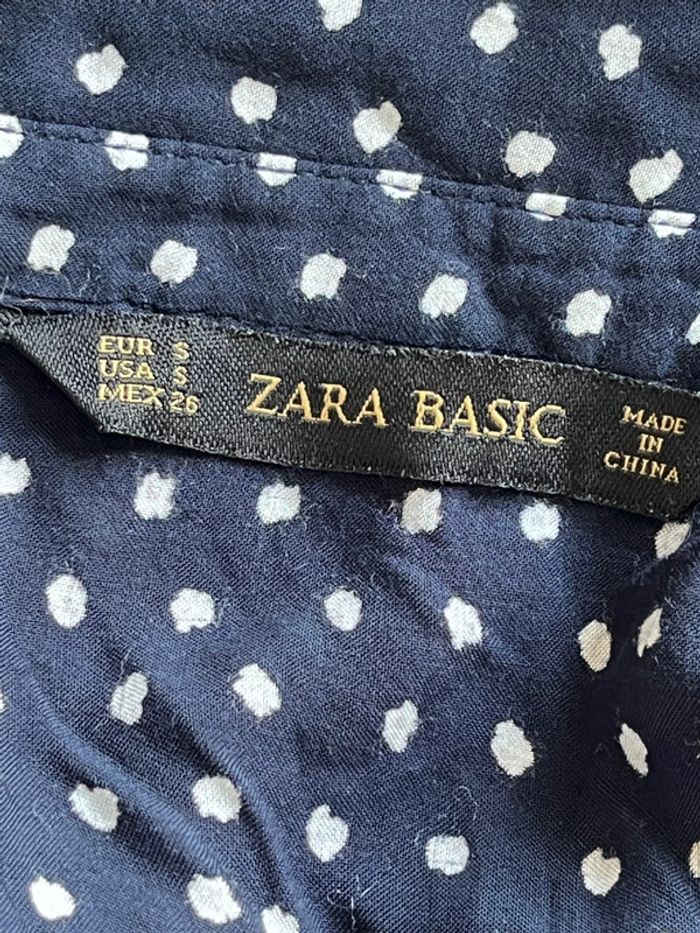 EUR S
USA S
MEX 26
ZARA BASIC
MADE
IN
CHINA